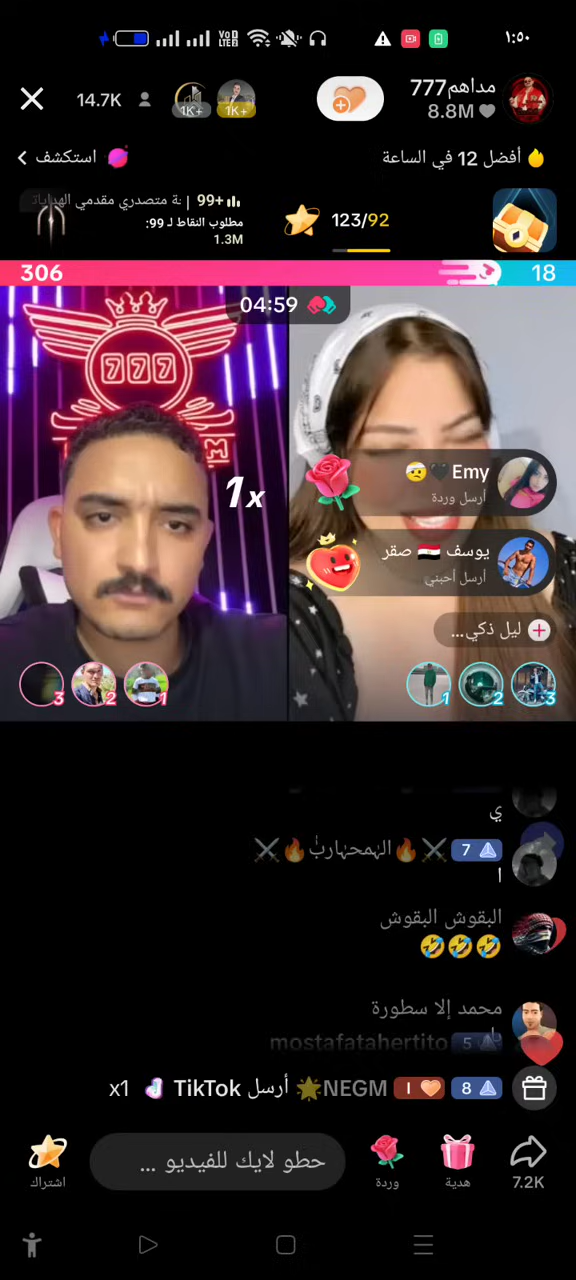 ١:٥٠
14.7K
1K+
1K+
مداهم777
8.8M
استكشف
أفضل 12 في الساعة
99+ | ة متصدري مقدمي الهدايا
مطلوب النقاط لـ 99:
1.3M
123/92
306
18
04:59
777
1x
Emy 🖤🤕
أرسل وردة
يوسف 🇪🇬 صقر
أرسل أحبني
ليل ذكي...
3
2
1
1
2
3
ي
7
ا
البقوش البقوش
🤣🤣🤣
محمد إلا سطورة
5 mostafatahertito
8 I NEGM🌟 أرسل TikTok x1
اشتراك
حطو لايك للفيديو ...
وردة
هدية
7.2K